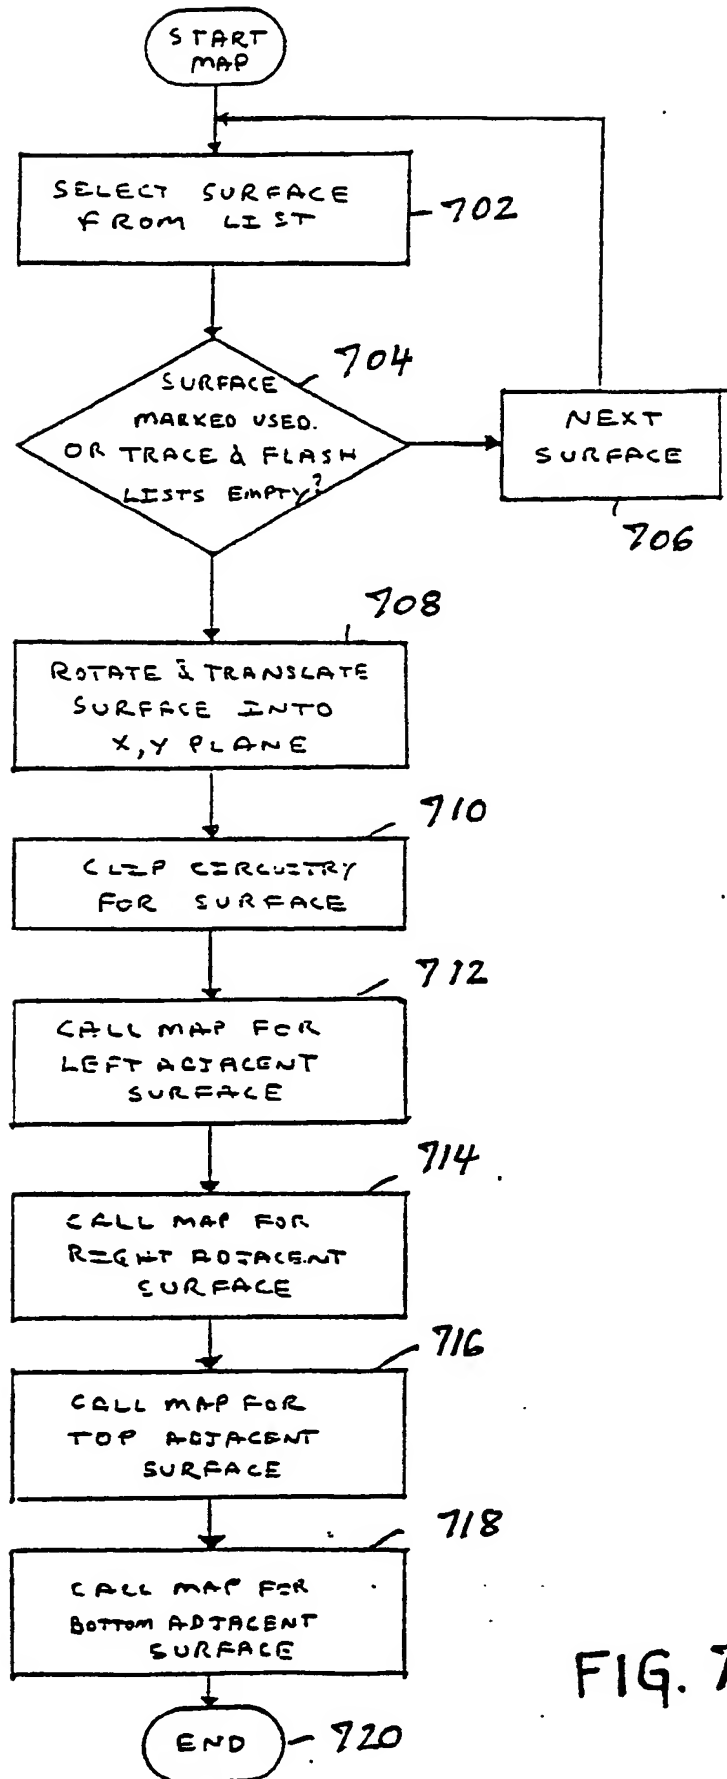 START
MAP
SELECT SURFACE
FROM LIST
702
704
SURFACE
MARKED USED.
OR TRACE & FLASH
LISTS EMPTY?
NEXT
SURFACE
706
708
ROTATE & TRANSLATE
SURFACE INTO
X,Y PLANE
710
CLIP CIRCUITRY
FOR SURFACE
712
CALL MAP FOR
LEFT ADJACENT
SURFACE
714
CALL MAP FOR
RIGHT ADJACENT
SURFACE
716
CALL MAP FOR
TOP ADJACENT
SURFACE
718
CALL MAP FOR
BOTTOM ADJACENT
SURFACE
END
720
FIG. 7